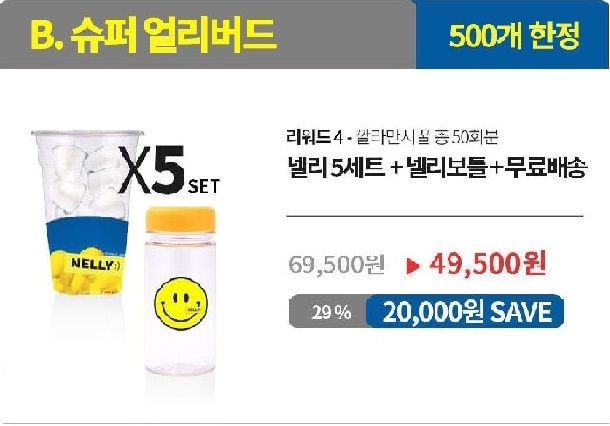 B. 슈퍼 얼리버드
500개 한정
X5 SET
NELLY:)
NELLY
리워드 4 - 깔라만시꿀 총 50회분
넬리 5세트 + 넬리보틀 + 무료배송
69,500원 ▶ 49,500원
29% 20,000원 SAVE